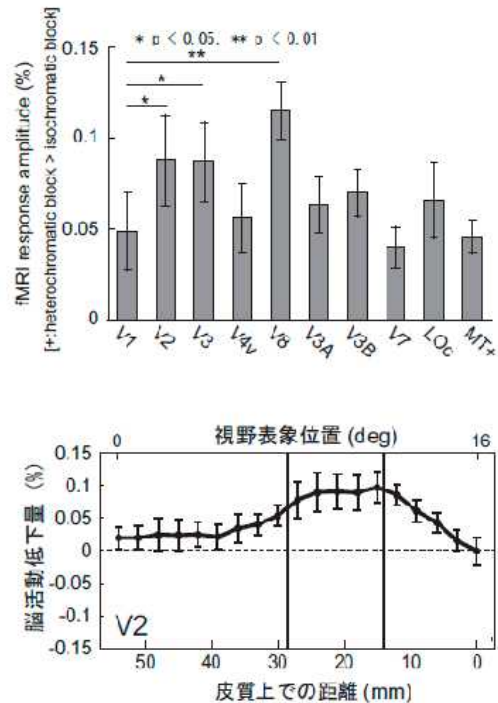 * p < 0.05. ** p < 0.01
fMRI response amplitude (%)
[+:heterochromatic block > isochromatic block]
0.15
0.1
0.05
0
**
*
*
V1 V2 V3 V4v V8 V3A V3B V7 LOc MT+
0 視野表象位置 (deg) 16
脳活動低下量 (%)
0.15
0.1
0.05
0
-0.05
-0.1
-0.15
V2
50 40 30 20 10 0
皮質上での距離 (mm)